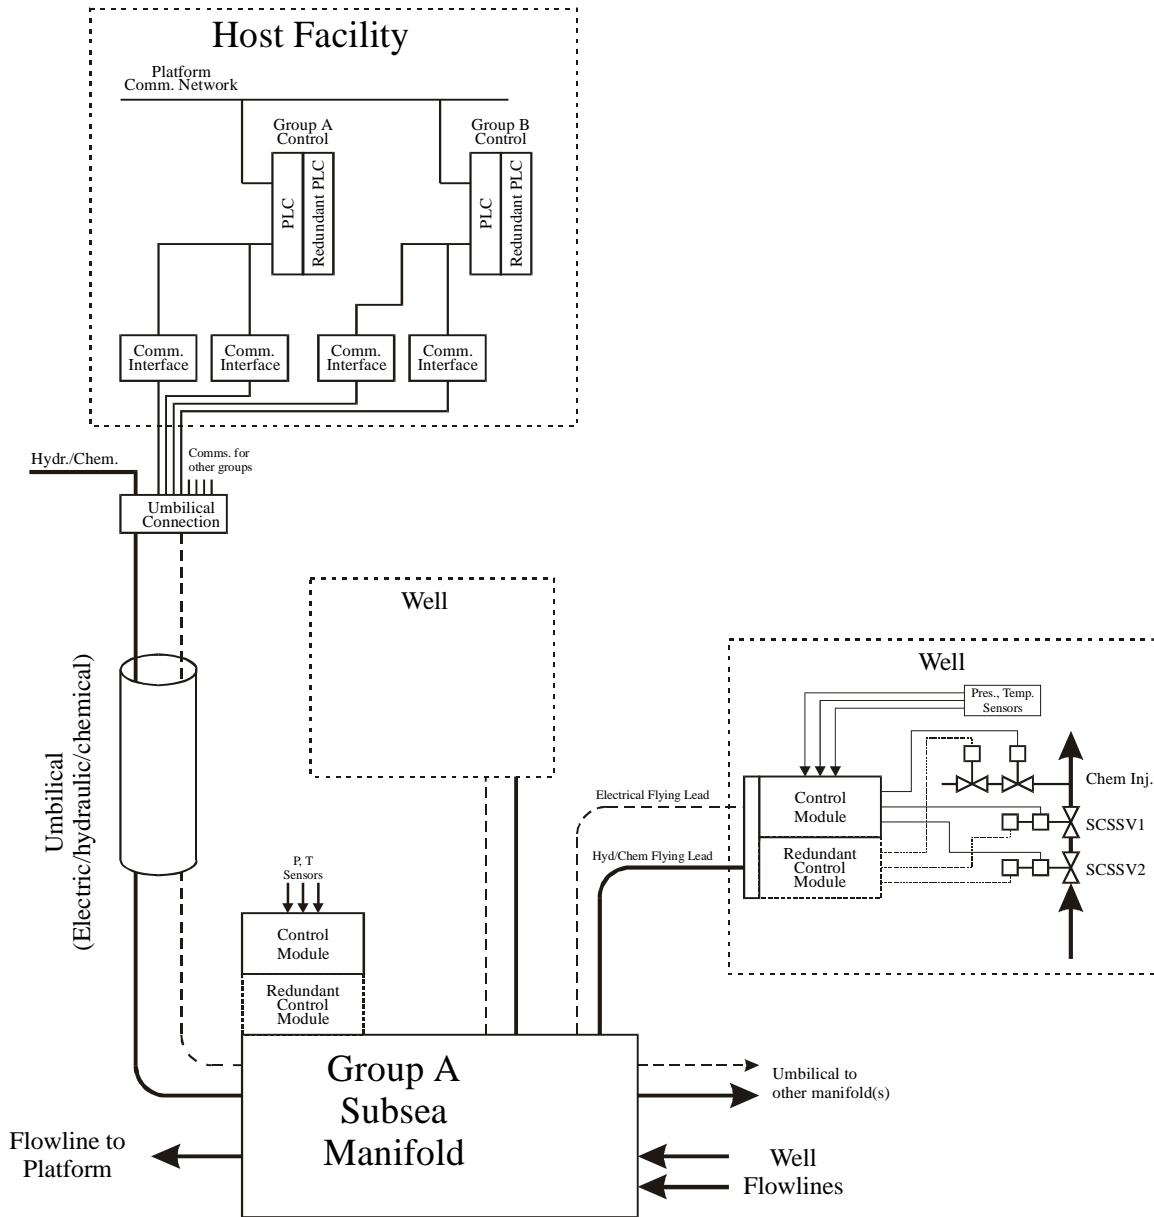 Host Facility
Platform
Comm. Network
Group A
Control
Group B
Control
PLC
Redundant PLC
PLC
Redundant PLC
Comm.
Interface
Comm.
Interface
Comm.
Interface
Comm.
Interface
Hydr./Chem.
Comms. for
other groups
Umbilical
Connection
Umbilical
(Electric/hydraulic/chemical)
Well
Well
Pres., Temp.
Sensors
Chem Inj.
SCSSV1
SCSSV2
Control
Module
Redundant
Control
Module
Electrical Flying Lead
Hyd/Chem Flying Lead
P, T
Sensors
Control
Module
Redundant
Control
Module
Group A
Subsea
Manifold
Umbilical to
other manifold(s)
Flowline to
Platform
Well
Flowlines